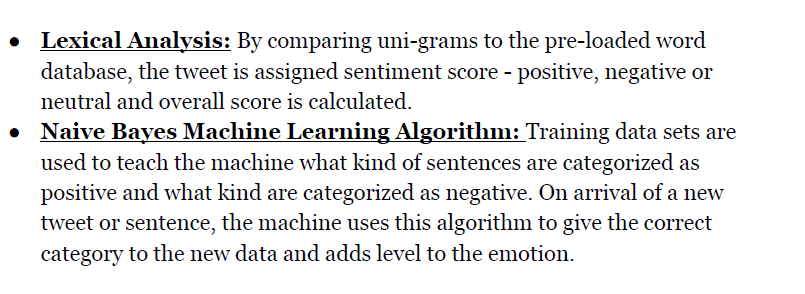 ● Lexical Analysis: By comparing uni-grams to the pre-loaded word
database, the tweet is assigned sentiment score - positive, negative or
neutral and overall score is calculated.
● Naive Bayes Machine Learning Algorithm: Training data sets are
used to teach the machine what kind of sentences are categorized as
positive and what kind are categorized as negative. On arrival of a new
tweet or sentence, the machine uses this algorithm to give the correct
category to the new data and adds level to the emotion.